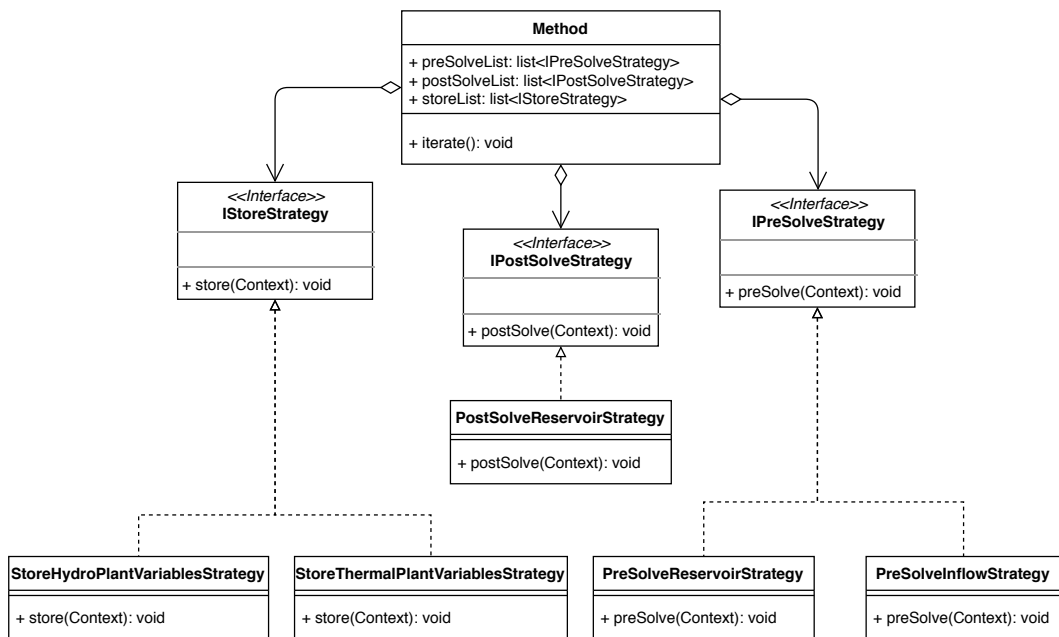 Method
+ preSolveList: list<IPreSolveStrategy>
+ postSolveList: list<IPostSolveStrategy>
+ storeList: list<IStoreStrategy>
+ iterate(): void
<<Interface>>
IStoreStrategy
+ store(Context): void
<<Interface>>
IPostSolveStrategy
+ postSolve(Context): void
<<Interface>>
IPreSolveStrategy
+ preSolve(Context): void
PostSolveReservoirStrategy
+ postSolve(Context): void
StoreHydroPlantVariablesStrategy
+ store(Context): void
StoreThermalPlantVariablesStrategy
+ store(Context): void
PreSolveReservoirStrategy
+ preSolve(Context): void
PreSolveInflowStrategy
+ preSolve(Context): void